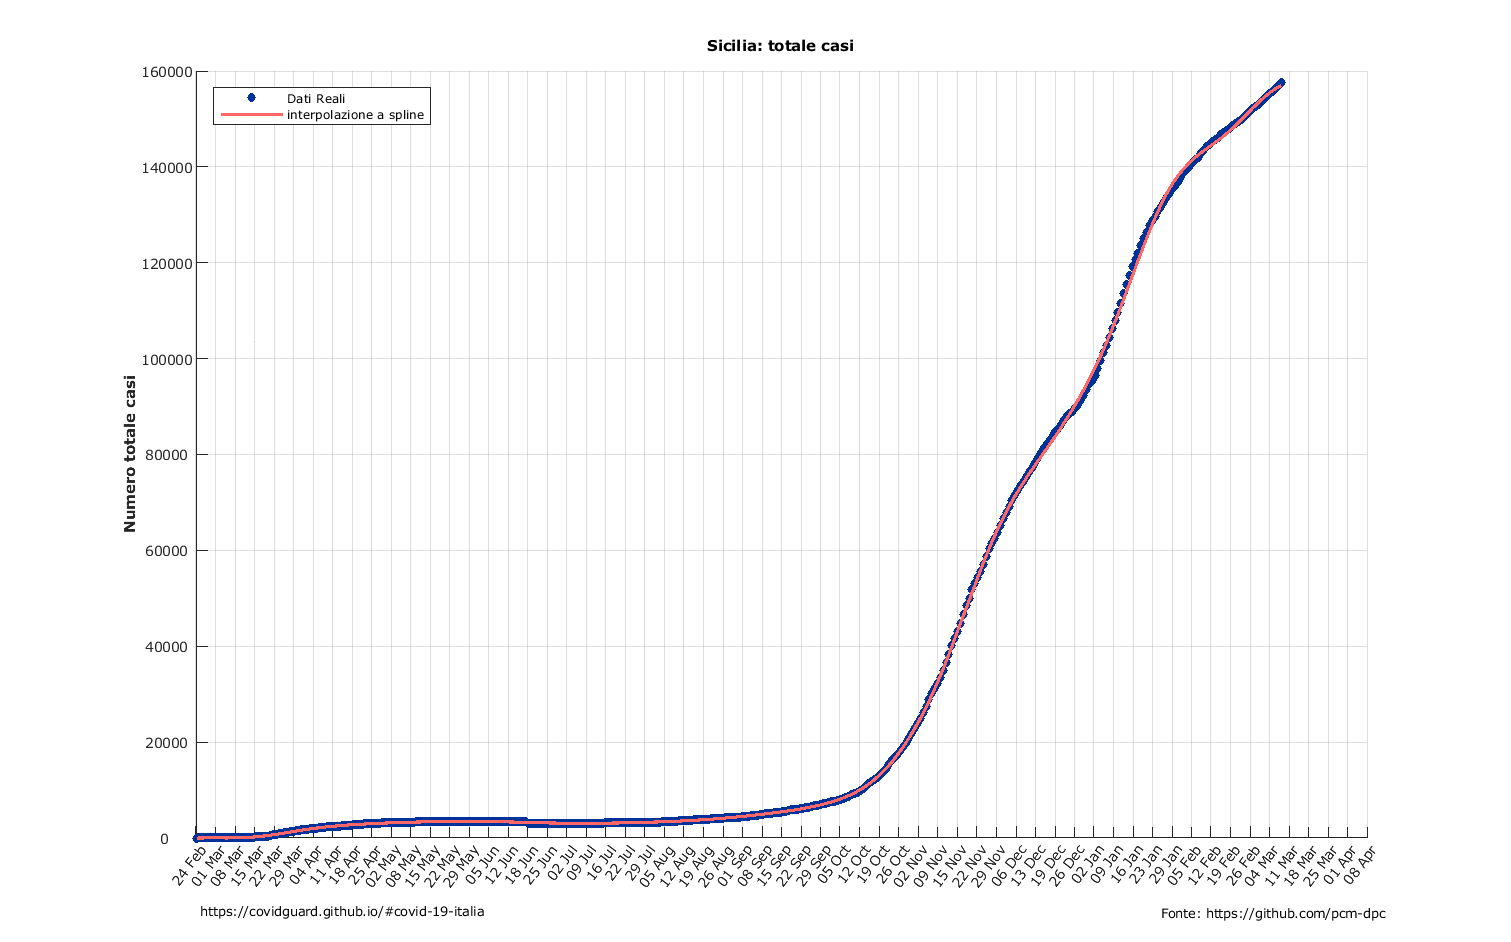 Sicilia: totale casi
160000
Dati Reali
interpolazione a spline
140000
120000
100000
80000
60000
40000
20000
0
Numero totale casi
24 Feb
01 Mar
08 Mar
15 Mar
22 Mar
29 Mar
04 Apr
11 Apr
18 Apr
25 Apr
02 May
08 May
15 May
22 May
29 May
05 Jun
12 Jun
18 Jun
25 Jun
02 Jul
09 Jul
16 Jul
22 Jul
29 Jul
05 Aug
12 Aug
19 Aug
26 Aug
01 Sep
08 Sep
15 Sep
22 Sep
29 Sep
05 Oct
12 Oct
19 Oct
26 Oct
02 Nov
09 Nov
15 Nov
22 Nov
29 Nov
06 Dec
13 Dec
19 Dec
26 Dec
02 Jan
09 Jan
16 Jan
23 Jan
29 Jan
05 Feb
12 Feb
19 Feb
26 Feb
04 Mar
11 Mar
18 Mar
25 Mar
01 Apr
08 Apr
https://covidguard.github.io/#covid-19-italia
Fonte: https://github.com/pcm-dpc